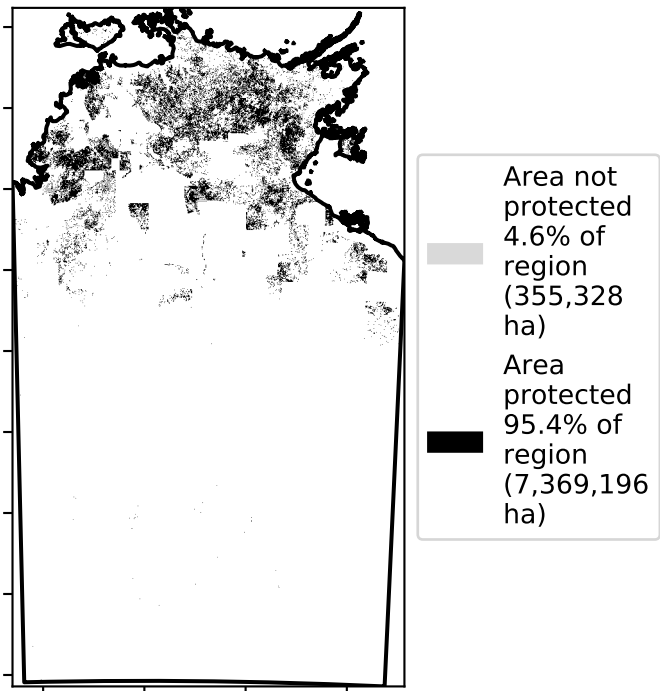 Area not
protected
4.6% of
region
(355,328
ha)
Area
protected
95.4% of
region
(7,369,196
ha)